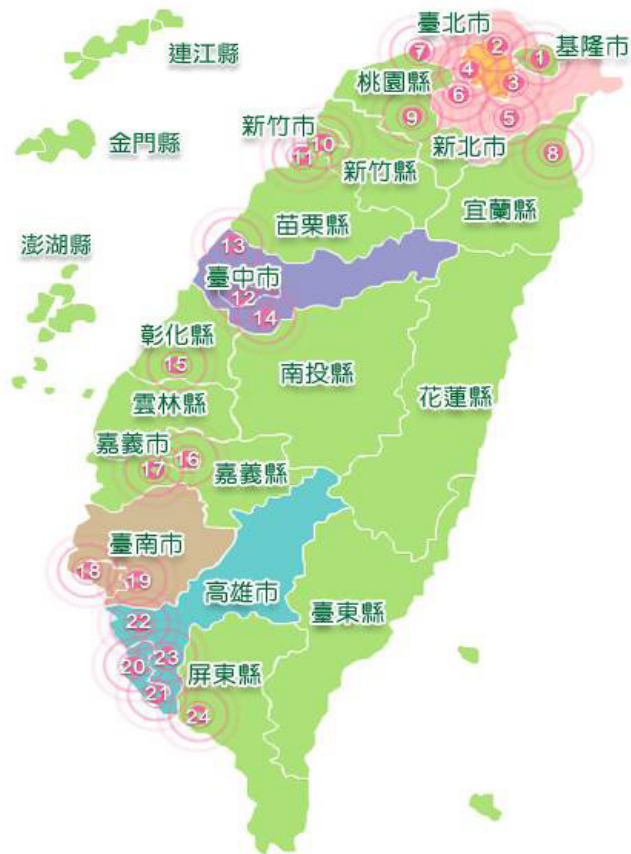 臺北市
7
2
基隆市
1
連江縣
4
桃園縣
3
6
9
5
新竹市
10
金門縣
11
新北市
8
新竹縣
宜蘭縣
苗栗縣
澎湖縣
13
臺中市
12
14
彰化縣
15
南投縣
花蓮縣
雲林縣
嘉義市
16
17
嘉義縣
臺南市
18
19
高雄市
臺東縣
22
23
20
屏東縣
21
24